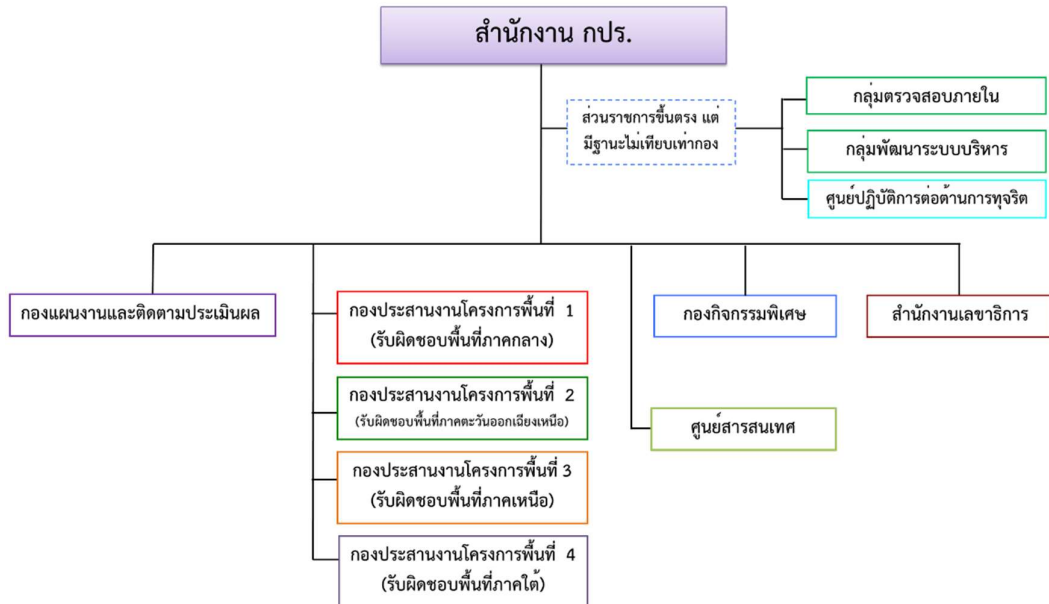 สำนักงาน กปร.
ส่วนราชการขึ้นตรง แต่
มีฐานะไม่เทียบเท่ากอง
กลุ่มตรวจสอบภายใน
กลุ่มพัฒนาระบบบริหาร
ศูนย์ปฏิบัติการต่อต้านการทุจริต
กองแผนงานและติดตามประเมินผล
กองประสานงานโครงการพื้นที่ 1
(รับผิดชอบพื้นที่ภาคกลาง)
กองประสานงานโครงการพื้นที่ 2
(รับผิดชอบพื้นที่ภาคตะวันออกเฉียงเหนือ)
กองประสานงานโครงการพื้นที่ 3
(รับผิดชอบพื้นที่ภาคเหนือ)
กองประสานงานโครงการพื้นที่ 4
(รับผิดชอบพื้นที่ภาคใต้)
กองกิจกรรมพิเศษ
สำนักงานเลขาธิการ
ศูนย์สารสนเทศ